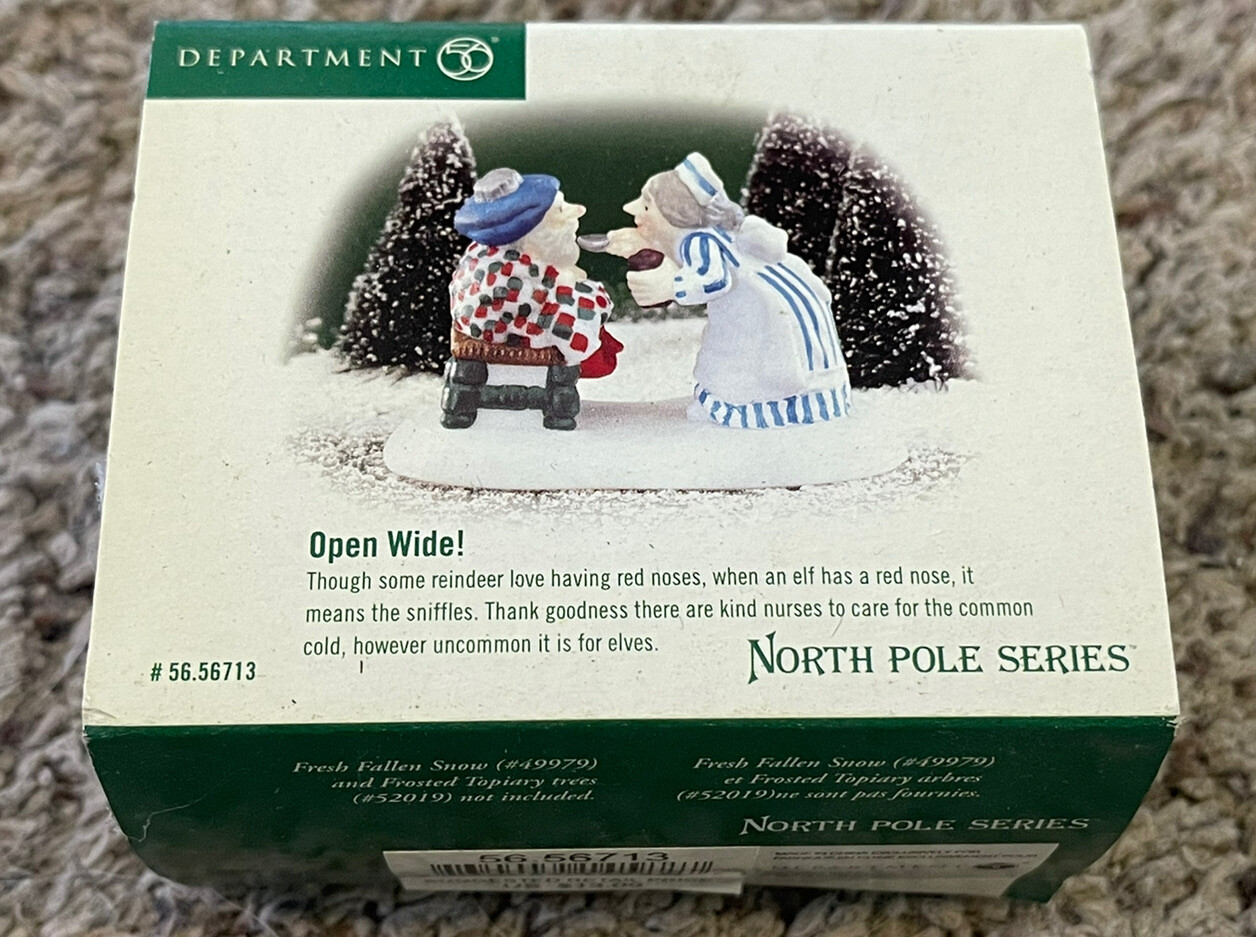 DEPARTMENT 56
Open Wide!
Though some reindeer love having red noses, when an elf has a red nose, it
means the sniffles. Thank goodness there are kind nurses to care for the common
cold, however uncommon it is for elves.
# 56.56713
NORTH POLE SERIES™
Fresh Fallen Snow (#49979)
and Frosted Topiary trees
(#52019) not included.
Fresh Fallen Snow (#49979)
et Frosted Topiary arbres
(#52019)ne sont pas fournies.
NORTH POLE SERIES
56.56713